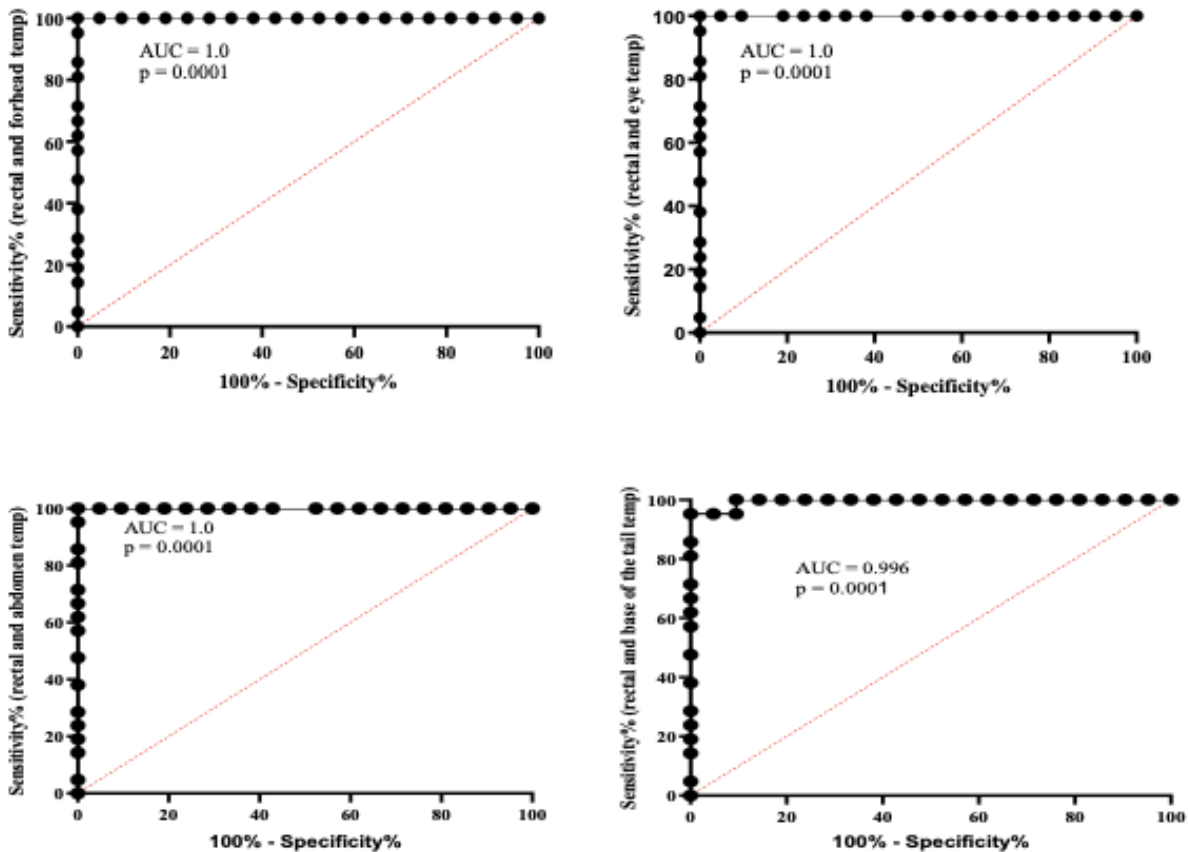 Sensitivity% (rectal and forhead temp)
100
80
60
40
20
0
AUC = 1.0
p = 0.0001
0 20 40 60 80 100
100% - Specificity%
Sensitivity% (rectal and eye temp)
100
80
60
40
20
0
AUC = 1.0
p = 0.0001
0 20 40 60 80 100
100% - Specificity%
Sensitivity% (rectal and abdomen temp)
100
80
60
40
20
0
AUC = 1.0
p = 0.0001
0 20 40 60 80 100
100% - Specificity%
Sensitivity% (rectal and base of the tail temp)
100
80
60
40
20
0
AUC = 0.996
p = 0.0001
0 20 40 60 80 100
100% - Specificity%